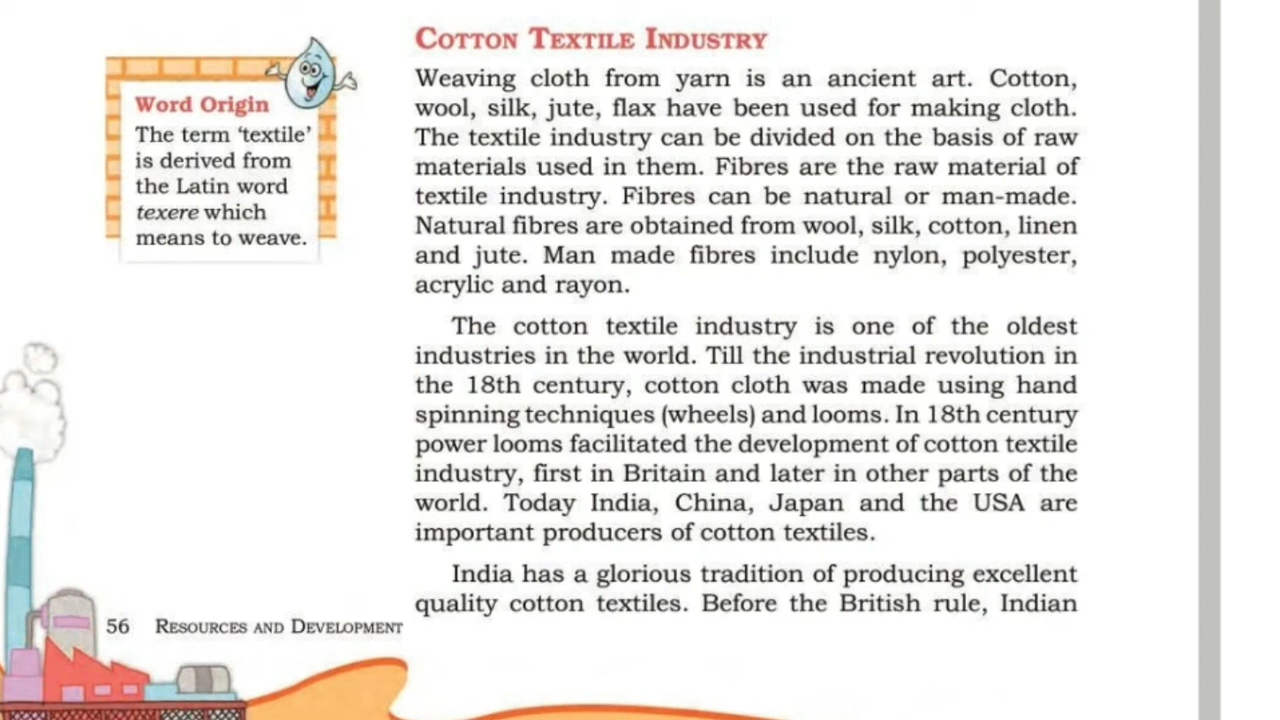 COTTON TEXTILE INDUSTRY
Weaving cloth from yarn is an ancient art. Cotton,
wool, silk, jute, flax have been used for making cloth.
The textile industry can be divided on the basis of raw
materials used in them. Fibres are the raw material of
textile industry. Fibres can be natural or man-made.
Natural fibres are obtained from wool, silk, cotton, linen
and jute. Man made fibres include nylon, polyester,
acrylic and rayon.
The cotton textile industry is one of the oldest
industries in the world. Till the industrial revolution in
the 18th century, cotton cloth was made using hand
spinning techniques (wheels) and looms. In 18th century
power looms facilitated the development of cotton textile
industry, first in Britain and later in other parts of the
world. Today India, China, Japan and the USA are
important producers of cotton textiles.
India has a glorious tradition of producing excellent
quality cotton textiles. Before the British rule, Indian
Word Origin
The term ‘textile’
is derived from
the Latin word
texere which
means to weave.
56 RESOURCES AND DEVELOPMENT